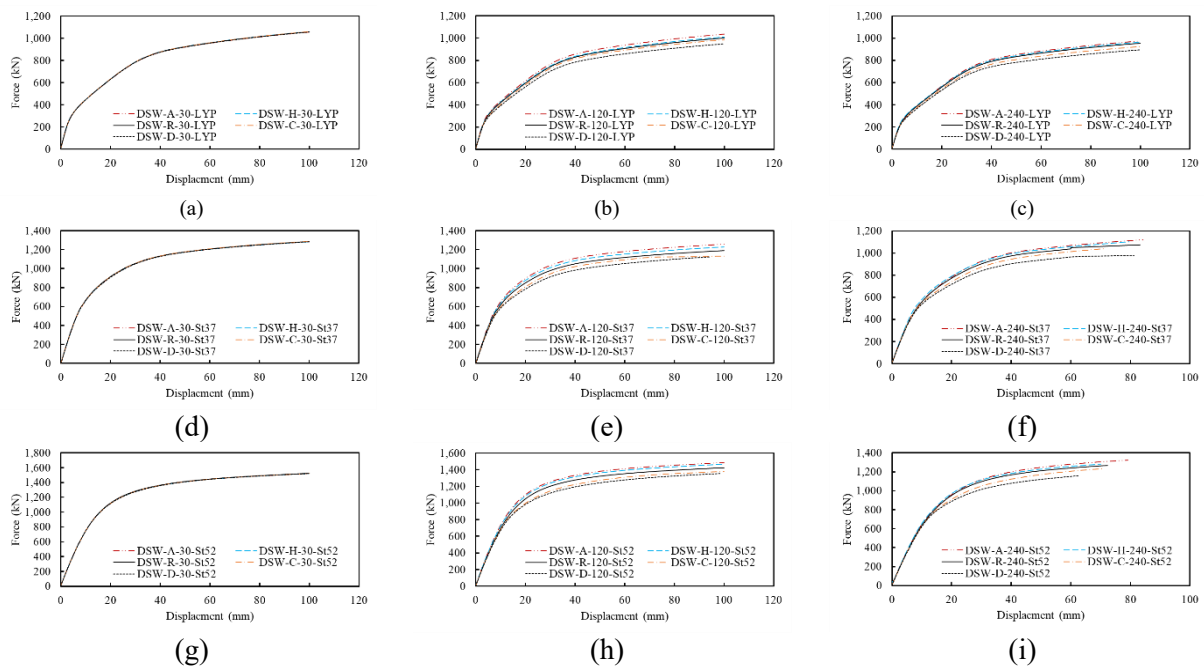 1,200
1,000
800
600
400
200
0
Force (kN)
DSW-A-30-LYP DSW-H-30-LYP
DSW-R-30-LYP DSW-C-30-LYP
DSW-D-30-LYP
0 20 40 60 80 100 120
Displacment (mm)
(a)
1,200
1,000
800
600
400
200
0
Force (kN)
DSW-A-120-LYP DSW-H-120-LYP
DSW-R-120-LYP DSW-C-120-LYP
DSW-D-120-LYP
0 20 40 60 80 100 120
Displacment (mm)
(b)
1,200
1,000
800
600
400
200
0
Force (kN)
DSW-A-240-LYP DSW-H-240-LYP
DSW-R-240-LYP DSW-C-240-LYP
DSW-D-240-LYP
0 20 40 60 80 100 120
Displacment (mm)
(c)
1,400
1,200
1,000
800
600
400
200
0
Force (kN)
DSW-A-30-St37 DSW-H-30-St37
DSW-R-30-St37 DSW-C-30-St37
DSW-D-30-St37
0 20 40 60 80 100 120
Displacment (mm)
(d)
1,400
1,200
1,000
800
600
400
200
0
Force (kN)
DSW-A-120-St37 DSW-H-120-St37
DSW-R-120-St37 DSW-C-120-St37
DSW-D-120-St37
0 20 40 60 80 100 120
Displacment (mm)
(e)
1,400
1,200
1,000
800
600
400
200
0
Force (kN)
DSW-A-240-St37 DSW-H-240-St37
DSW-R-240-St37 DSW-C-240-St37
DSW-D-240-St37
0 20 40 60 80 100
Displacment (mm)
(f)
1,800
1,600
1,400
1,200
1,000
800
600
400
200
0
Force (kN)
DSW-A-30-St52 DSW-H-30-St52
DSW-R-30-St52 DSW-C-30-St52
DSW-D-30-St52
0 20 40 60 80 100 120
Displacment (mm)
(g)
1,600
1,400
1,200
1,000
800
600
400
200
0
Force (kN)
DSW-A-120-St52 DSW-H-120-St52
DSW-R-120-St52 DSW-C-120-St52
DSW-D-120-St52
0 20 40 60 80 100 120
Displacment (mm)
(h)
1,400
1,200
1,000
800
600
400
200
0
Force (kN)
DSW-A-240-St52 DSW-H-240-St52
DSW-R-240-St52 DSW-C-240-St52
DSW-D-240-St52
0 20 40 60 80 100
Displacment (mm)
(i)